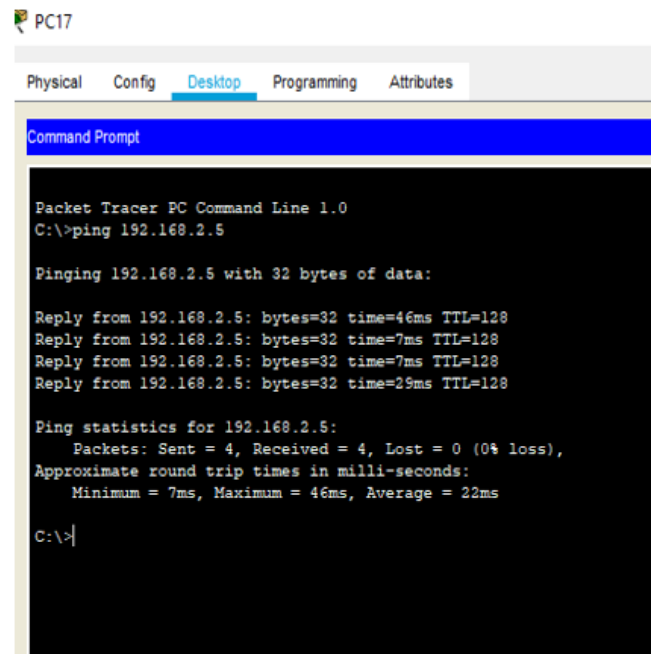 PC17
Physical Config Desktop Programming Attributes
Command Prompt
Packet Tracer PC Command Line 1.0
C:\>ping 192.168.2.5
Pinging 192.168.2.5 with 32 bytes of data:
Reply from 192.168.2.5: bytes=32 time=46ms TTL=128
Reply from 192.168.2.5: bytes=32 time=7ms TTL=128
Reply from 192.168.2.5: bytes=32 time=7ms TTL=128
Reply from 192.168.2.5: bytes=32 time=29ms TTL=128
Ping statistics for 192.168.2.5:
Packets: Sent = 4, Received = 4, Lost = 0 (0% loss),
Approximate round trip times in milli-seconds:
Minimum = 7ms, Maximum = 46ms, Average = 22ms
C:\>